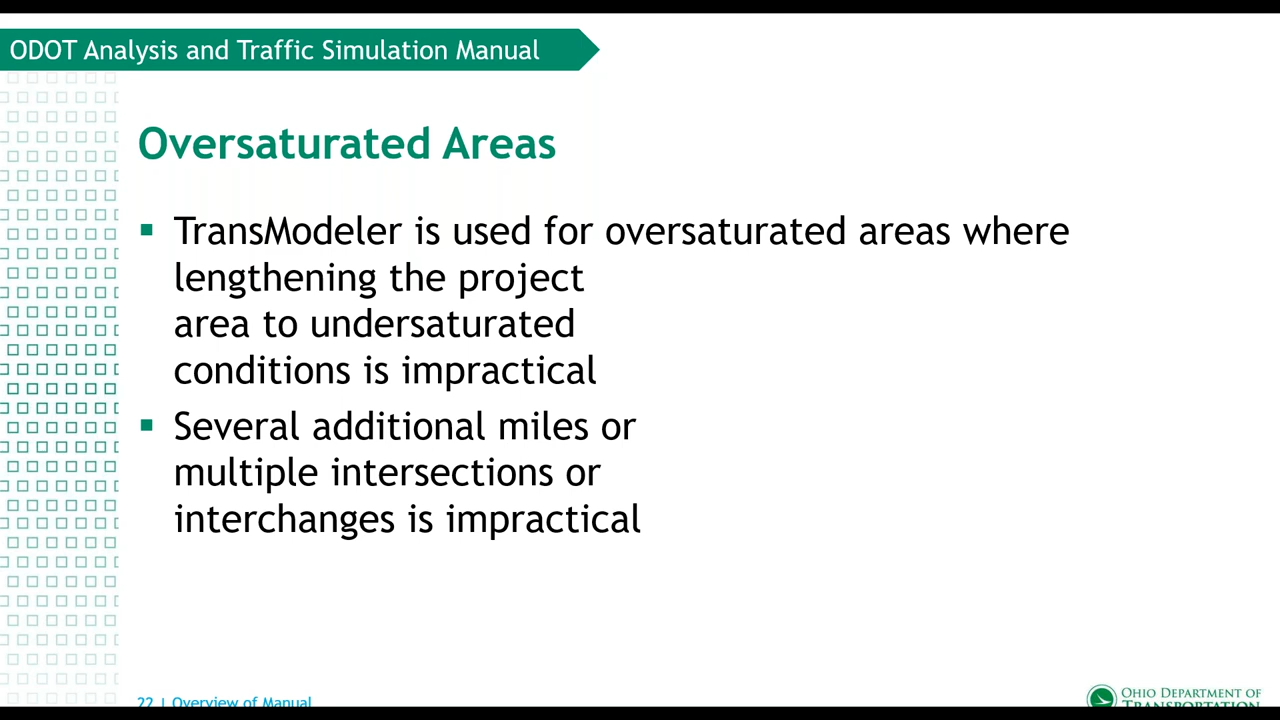 ODOT Analysis and Traffic Simulation Manual
Oversaturated Areas
TransModeler is used for oversaturated areas where
lengthening the project
area to undersaturated
conditions is impractical
Several additional miles or
multiple intersections or
interchanges is impractical
22 | Overview of Manual
OHIO DEPARTMENT OF
TRANSPORTATION